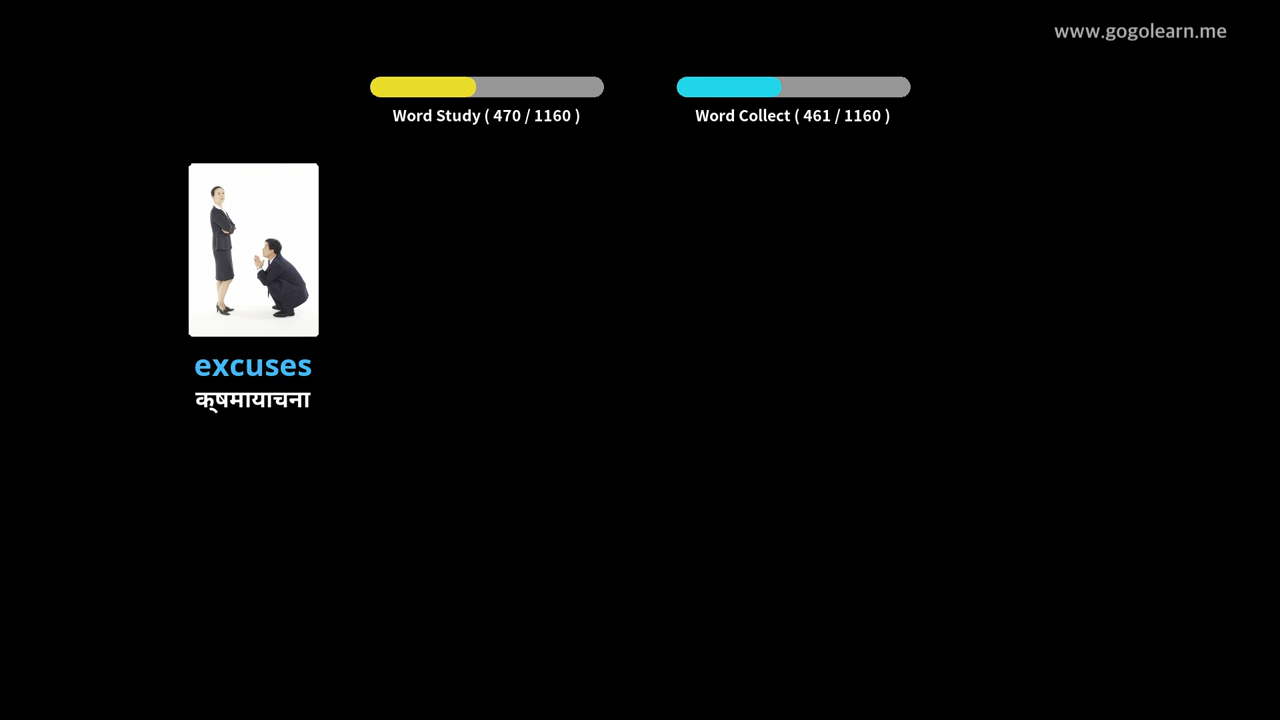 www.gogolearn.me
Word Study ( 470 / 1160 )
Word Collect ( 461 / 1160 )
excuses
क्षमायाचना